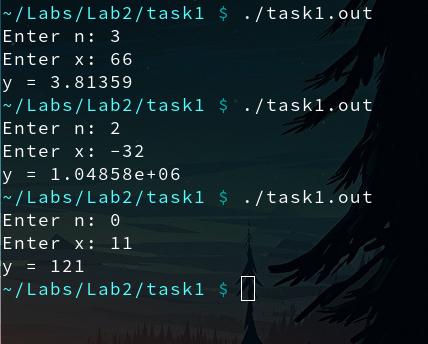 ~/Labs/Lab2/task1 $ ./task1.out
Enter n: 3
Enter x: 66
y = 3.81359
~/Labs/Lab2/task1 $ ./task1.out
Enter n: 2
Enter x: -32
y = 1.04858e+06
~/Labs/Lab2/task1 $ ./task1.out
Enter n: 0
Enter x: 11
y = 121
~/Labs/Lab2/task1 $